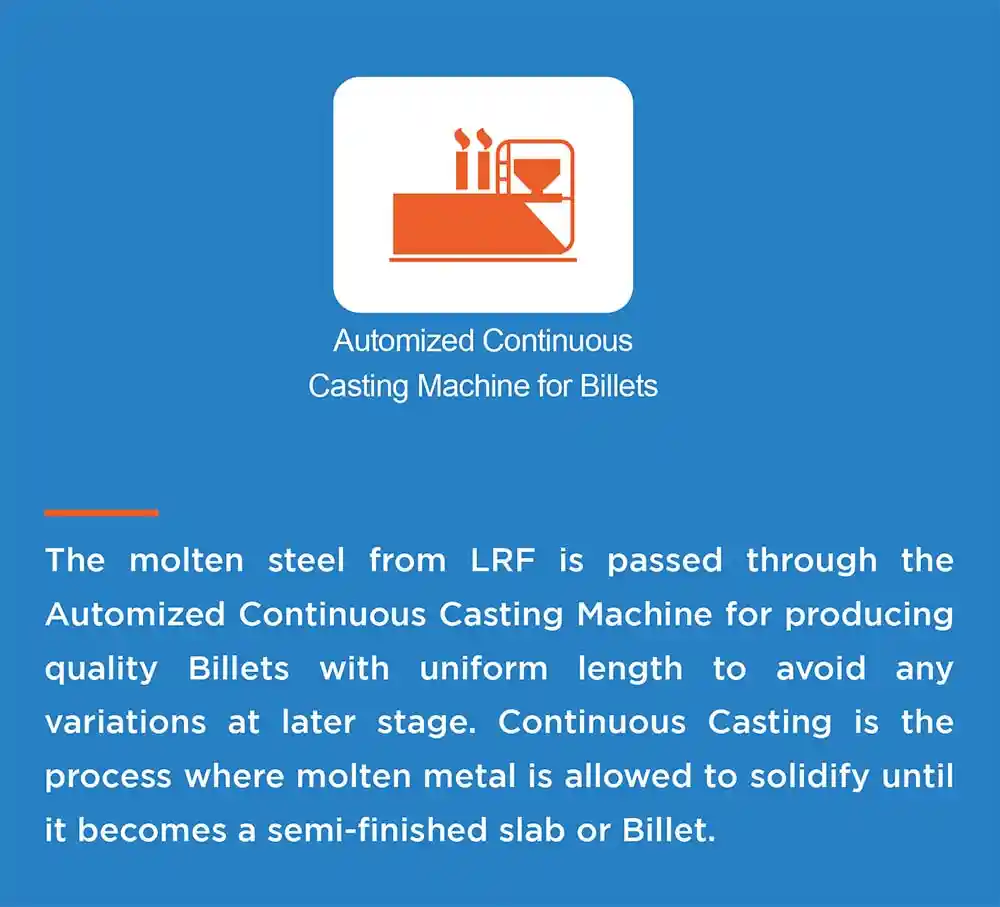 Automized Continuous
Casting Machine for Billets
The molten steel from LRF is passed through the
Automized Continuous Casting Machine for producing
quality Billets with uniform length to avoid any
variations at later stage. Continuous Casting is the
process where molten metal is allowed to solidify until
it becomes a semi-finished slab or Billet.